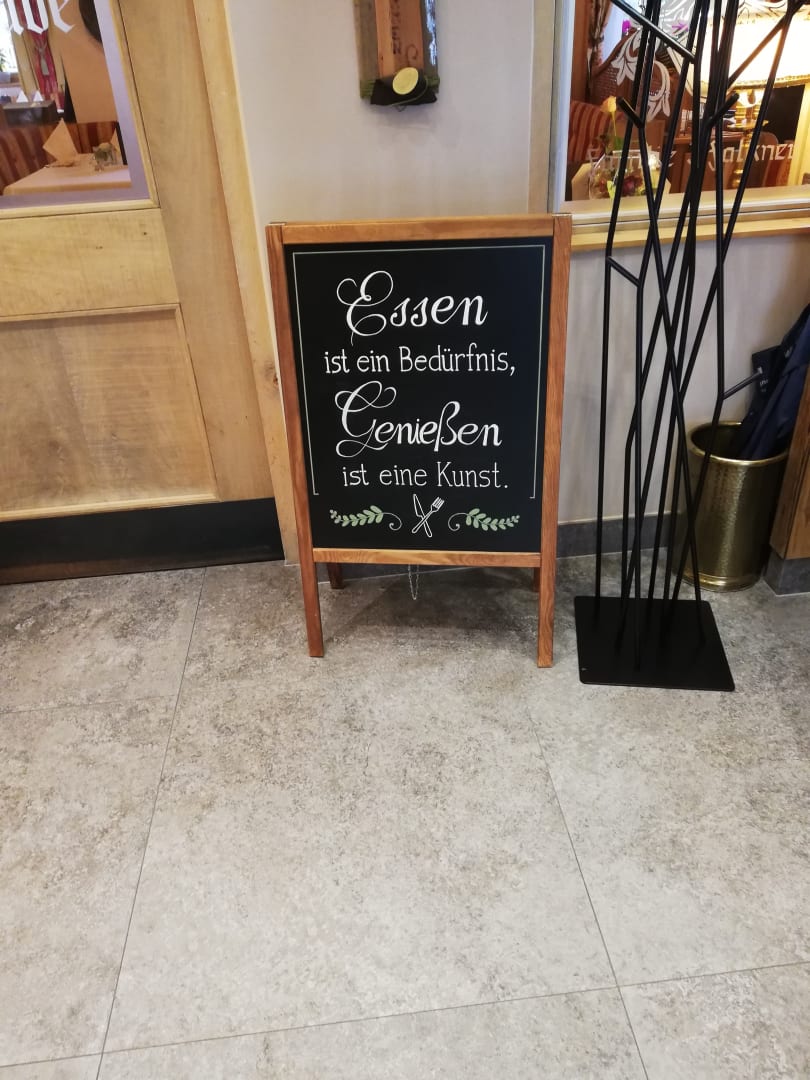 Essen
ist ein Bedürfnis,
Genießen
ist eine Kunst.